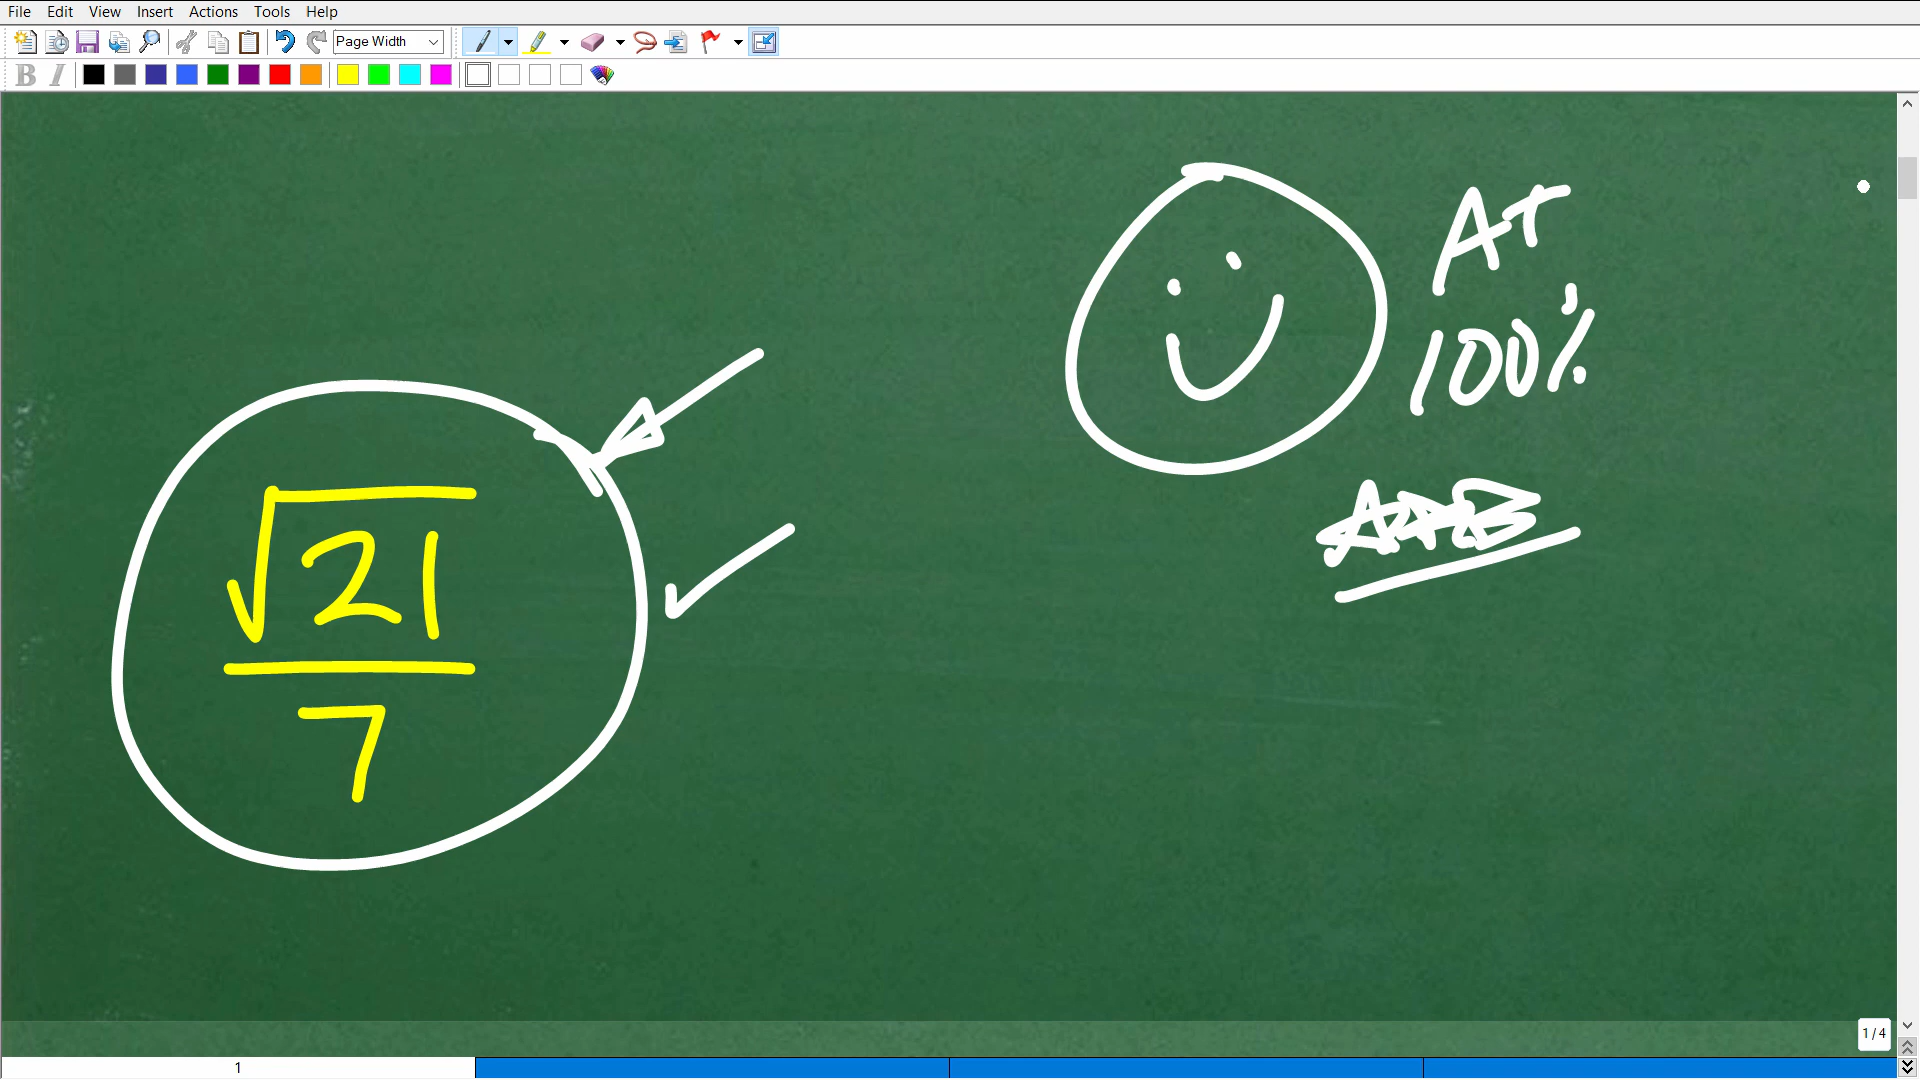 File Edit View Insert Actions Tools Help
Page Width
B I
A+
100%
√21
7
1 / 4
1